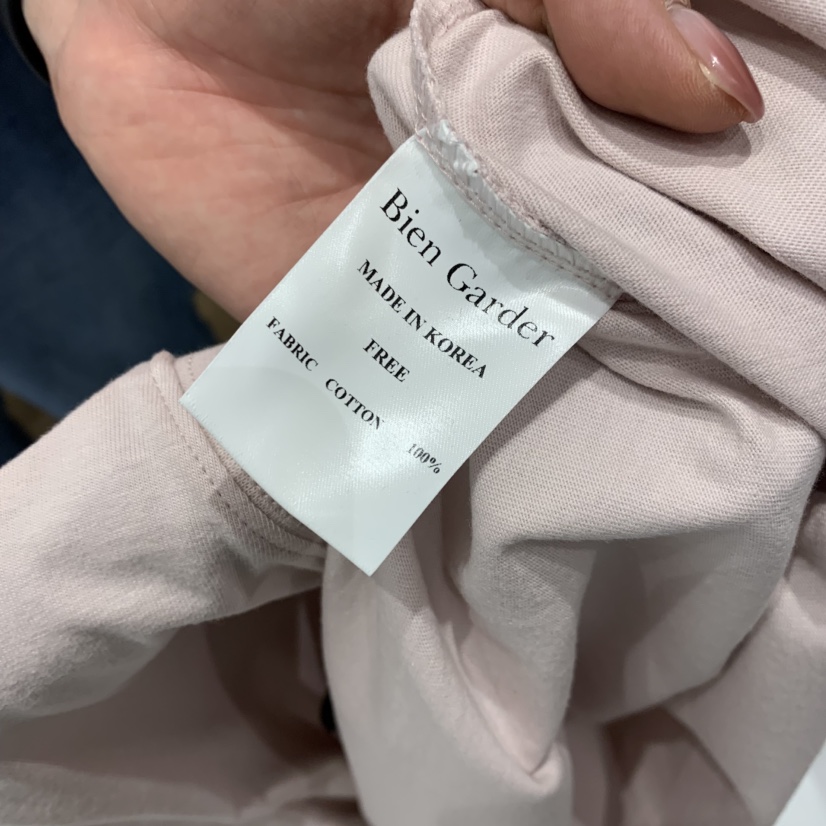 Bien Garder
MADE IN KOREA
FREE
FABRIC COTTON 100%